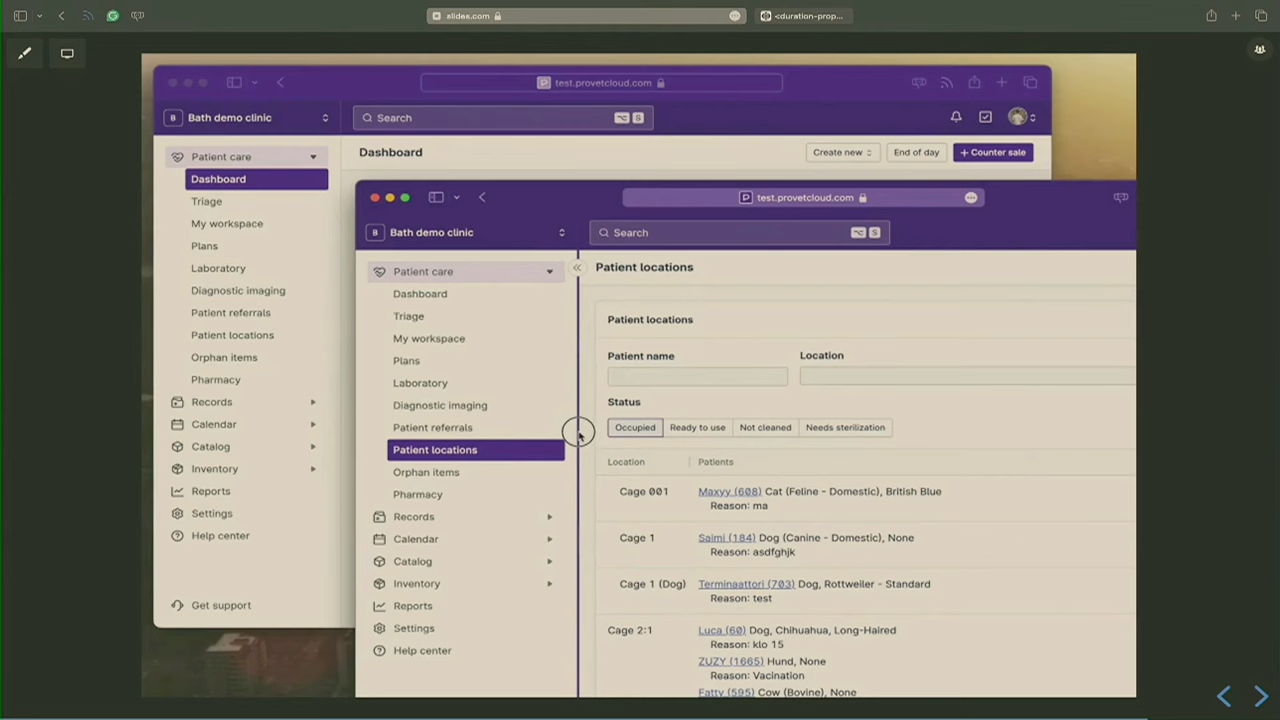 slides.com
<duration-prop...
test.provetcloud.com
B Bath demo clinic
Search
S
Patient care
Dashboard
Create new
End of day
+ Counter sale
Dashboard
Triage
My workspace
Plans
Laboratory
Diagnostic imaging
Patient referrals
Patient locations
Orphan items
Pharmacy
Records
Calendar
Catalog
Inventory
Reports
Settings
Help center
Get support
test.provetcloud.com
B Bath demo clinic
Search
S
Patient care
Dashboard
Triage
My workspace
Plans
Laboratory
Diagnostic imaging
Patient referrals
Patient locations
Orphan items
Pharmacy
Records
Calendar
Catalog
Inventory
Reports
Settings
Help center
Patient locations
Patient locations
Patient name
Location
Status
Occupied
Ready to use
Not cleaned
Needs sterilization
Location
Patients
Cage 001
Maxyy (608) Cat (Feline - Domestic), British Blue
Reason: ma
Cage 1
Saimi (184) Dog (Canine - Domestic), None
Reason: asdfghjk
Cage 1 (Dog)
Terminaattori (703) Dog, Rottweiler - Standard
Reason: test
Cage 2:1
Luca (60) Dog, Chihuahua, Long-Haired
Reason: klo 15
ZUZY (1665) Hund, None
Reason: Vacination
Fatty (595) Cow (Bovine), None